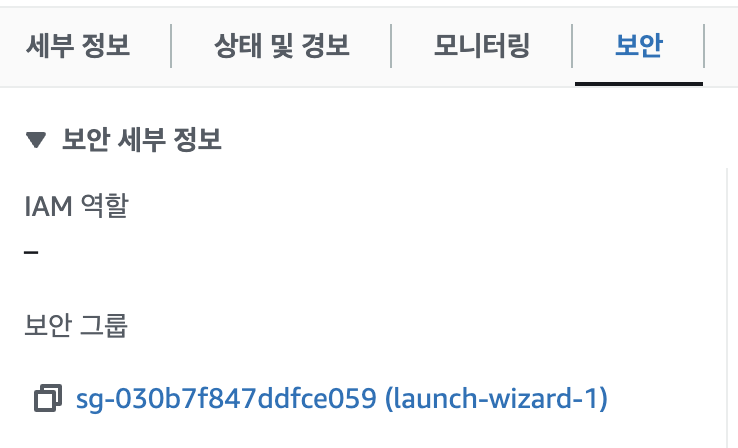 세부 정보 상태 및 경보 모니터링 보안
▼ 보안 세부 정보
IAM 역할
–
보안 그룹
sg-030b7f847ddfce059 (launch-wizard-1)